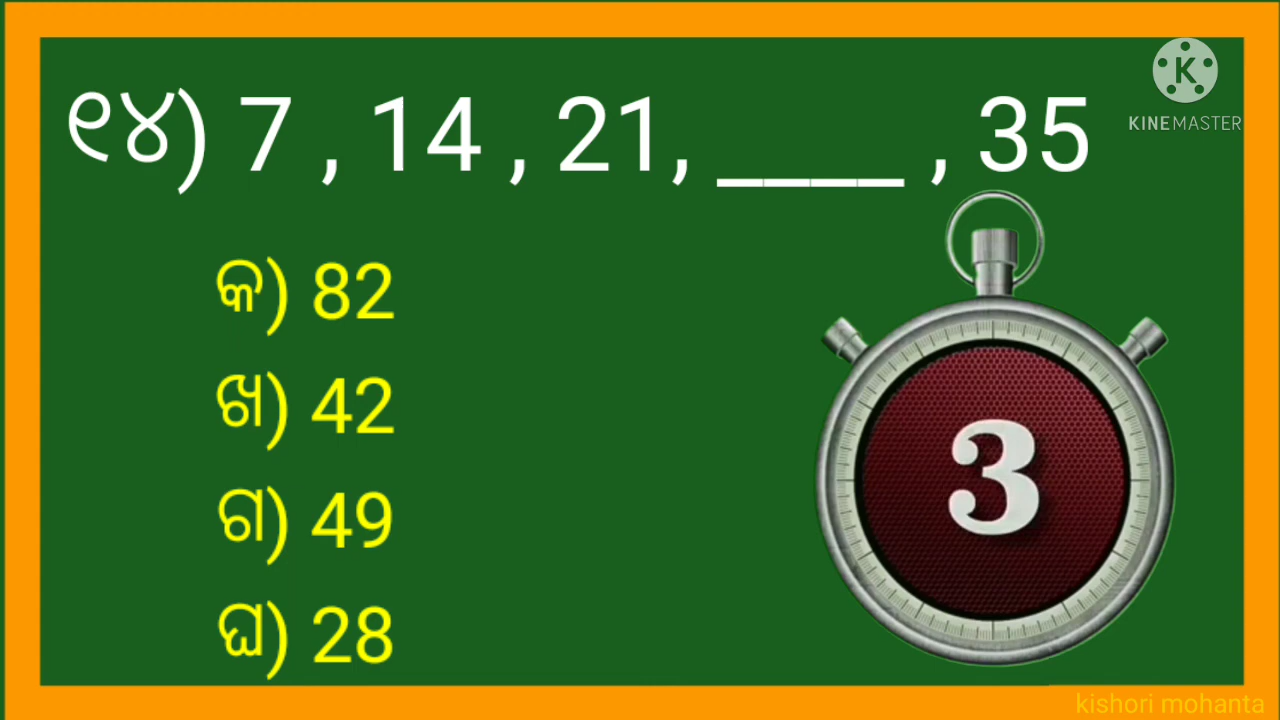 ୧୪) 7 , 14 , 21, ____ , 35
K
KINEMASTER
କ) 82
ଖ) 42
ଗ) 49
ଘ) 28
3
kishori mohanta